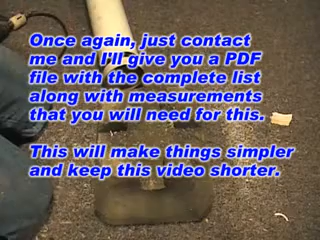 Once again, just contact
me and I'll give you a PDF
file with the complete list
along with measurements
that you will need for this.
This will make things simpler
and keep this video shorter.